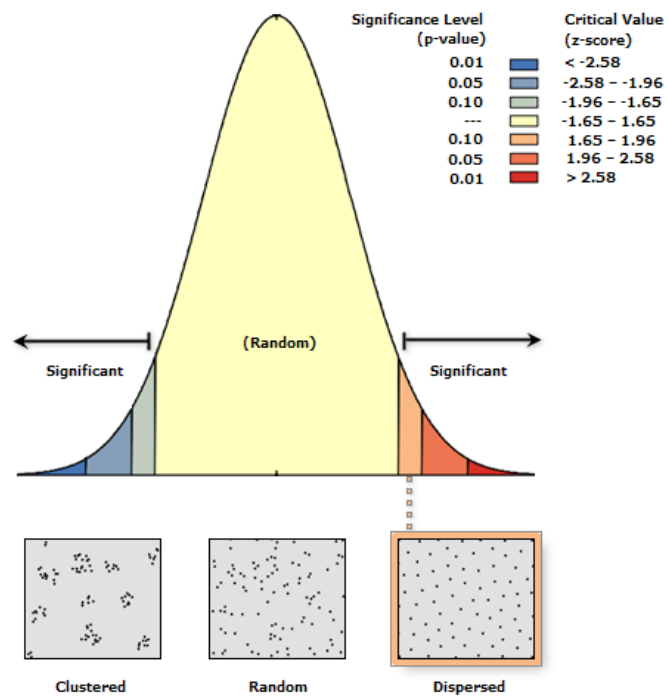 Significance Level
(p-value)
Critical Value
(z-score)
0.01 < -2.58
0.05 -2.58 – -1.96
0.10 -1.96 – -1.65
--- -1.65 – 1.65
0.10 1.65 – 1.96
0.05 1.96 – 2.58
0.01 > 2.58
(Random)
Significant
Significant
Clustered
Random
Dispersed